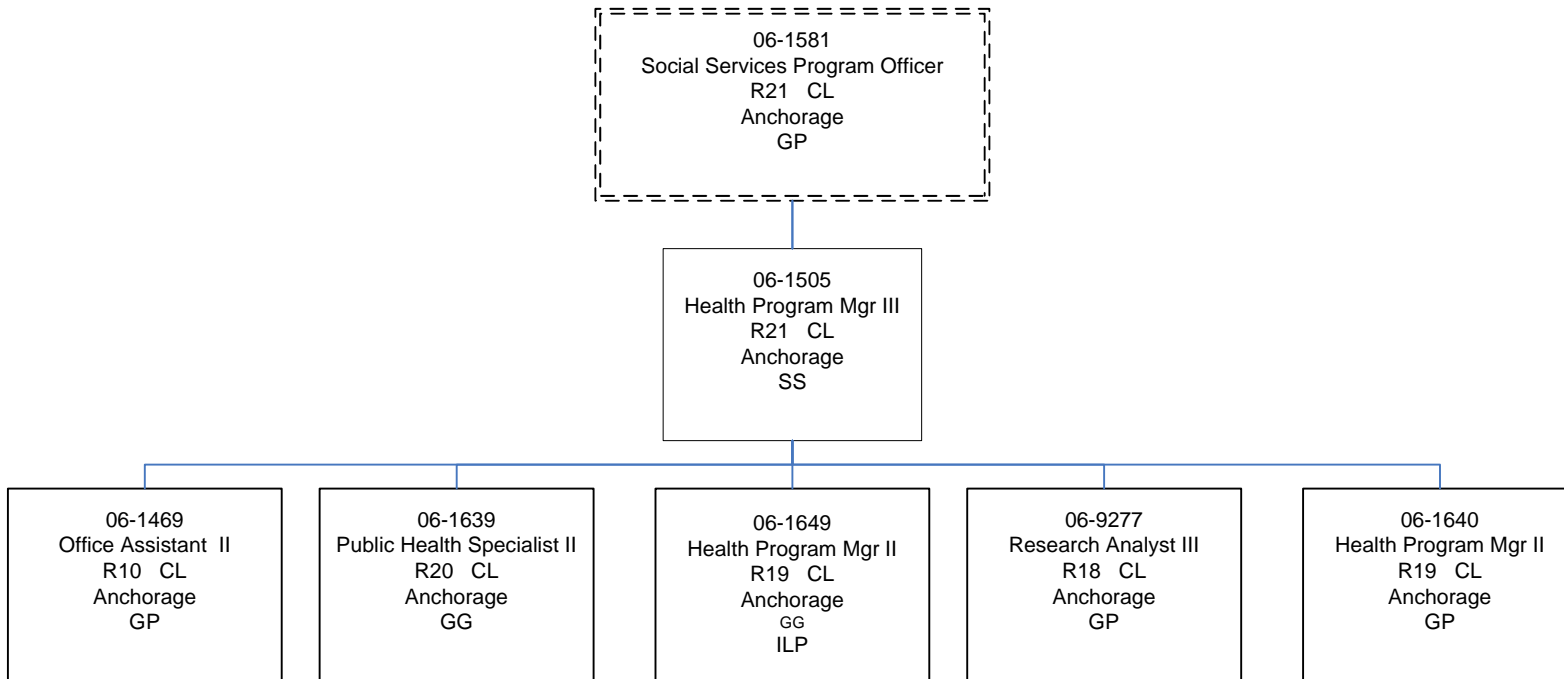 06-1581
Social Services Program Officer
R21 CL
Anchorage
GP
06-1505
Health Program Mgr III
R21 CL
Anchorage
SS
06-1469
Office Assistant II
R10 CL
Anchorage
GP
06-1639
Public Health Specialist II
R20 CL
Anchorage
GG
06-1649
Health Program Mgr II
R19 CL
Anchorage
GG
ILP
06-9277
Research Analyst III
R18 CL
Anchorage
GP
06-1640
Health Program Mgr II
R19 CL
Anchorage
GP